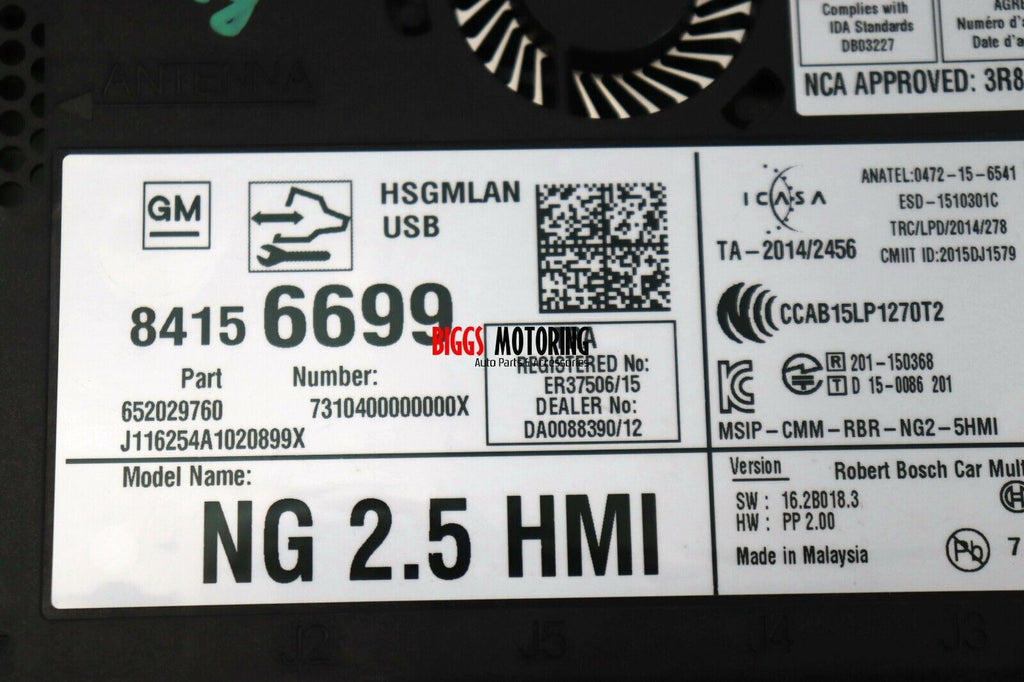 ANTENNA
Complies with
IDA Standards
DB03227
Numéro d'a
Date d'a
NCA APPROVED: 3R8
GM
HSGMLAN
USB
8415 6699
Part Number:
652029760 7310400000000X
J116254A1020899X
REGISTERED No:
ER37506/15
DEALER No:
DA0088390/12
BIGGS MOTORING
Auto Parts & Accessories
Model Name:
NG 2.5 HMI
ICASA
TA-2014/2456
ANATEL:0472-15-6541
ESD-1510301C
TRC/LPD/2014/278
CMIIT ID:2015DJ1579
CCAB15LP1270T2
R 201-150368
T D 15-0086 201
MSIP-CMM-RBR-NG2-5HMI
Version
Robert Bosch Car Mult
SW: 16.2B018.3
HW: PP 2.00
Made in Malaysia
Pb
7
J2
J5
J4
J3